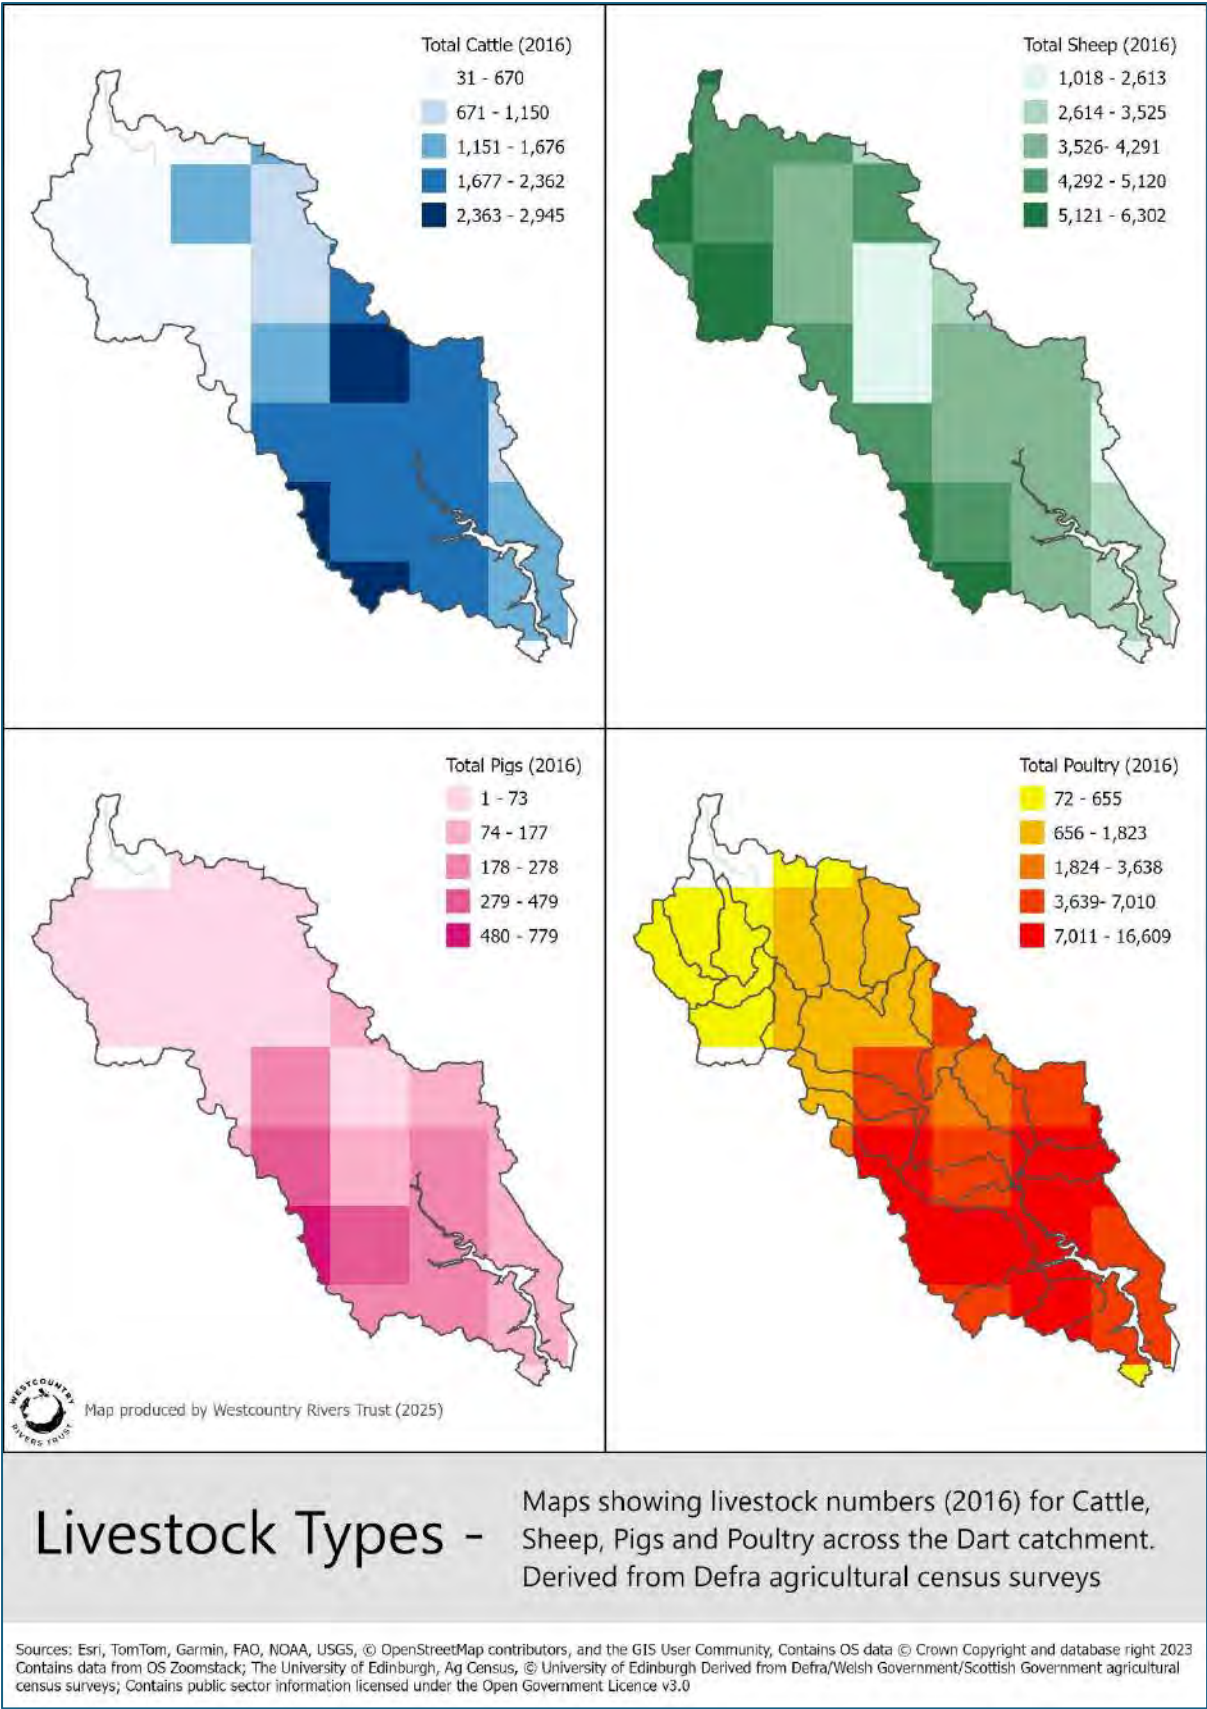 Total Cattle (2016)
31 - 670
671 - 1,150
1,151 - 1,676
1,677 - 2,362
2,363 - 2,945
Total Sheep (2016)
1,018 - 2,613
2,614 - 3,525
3,526- 4,291
4,292 - 5,120
5,121 - 6,302
Total Pigs (2016)
1 - 73
74 - 177
178 - 278
279 - 479
480 - 779
Total Poultry (2016)
72 - 655
656 - 1,823
1,824 - 3,638
3,639- 7,010
7,011 - 16,609
WESTCOUNTRY
RIVERS TRUST
Map produced by Westcountry Rivers Trust (2025)
Livestock Types -
Maps showing livestock numbers (2016) for Cattle,
Sheep, Pigs and Poultry across the Dart catchment.
Derived from Defra agricultural census surveys
Sources: Esri, TomTom, Garmin, FAO, NOAA, USGS, © OpenStreetMap contributors, and the GIS User Community, Contains OS data © Crown Copyright and database right 2023
Contains data from OS Zoomstack; The University of Edinburgh, Ag Census, © University of Edinburgh Derived from Defra/Welsh Government/Scottish Government agricultural
census surveys; Contains public sector information licensed under the Open Government Licence v3.0